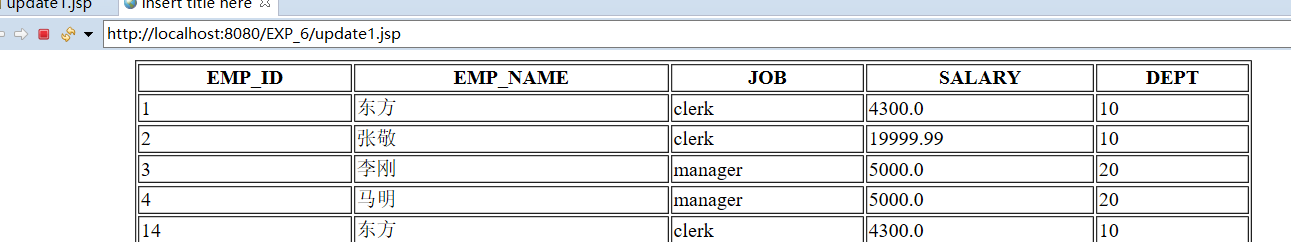 update1.jsp
Insert title here
http://localhost:8080/EXP_6/update1.jsp
EMP_ID EMP_NAME JOB SALARY DEPT
1 东方 clerk 4300.0 10
2 张敬 clerk 19999.99 10
3 李刚 manager 5000.0 20
4 马明 manager 5000.0 20
14 东方 clerk 4300.0 10